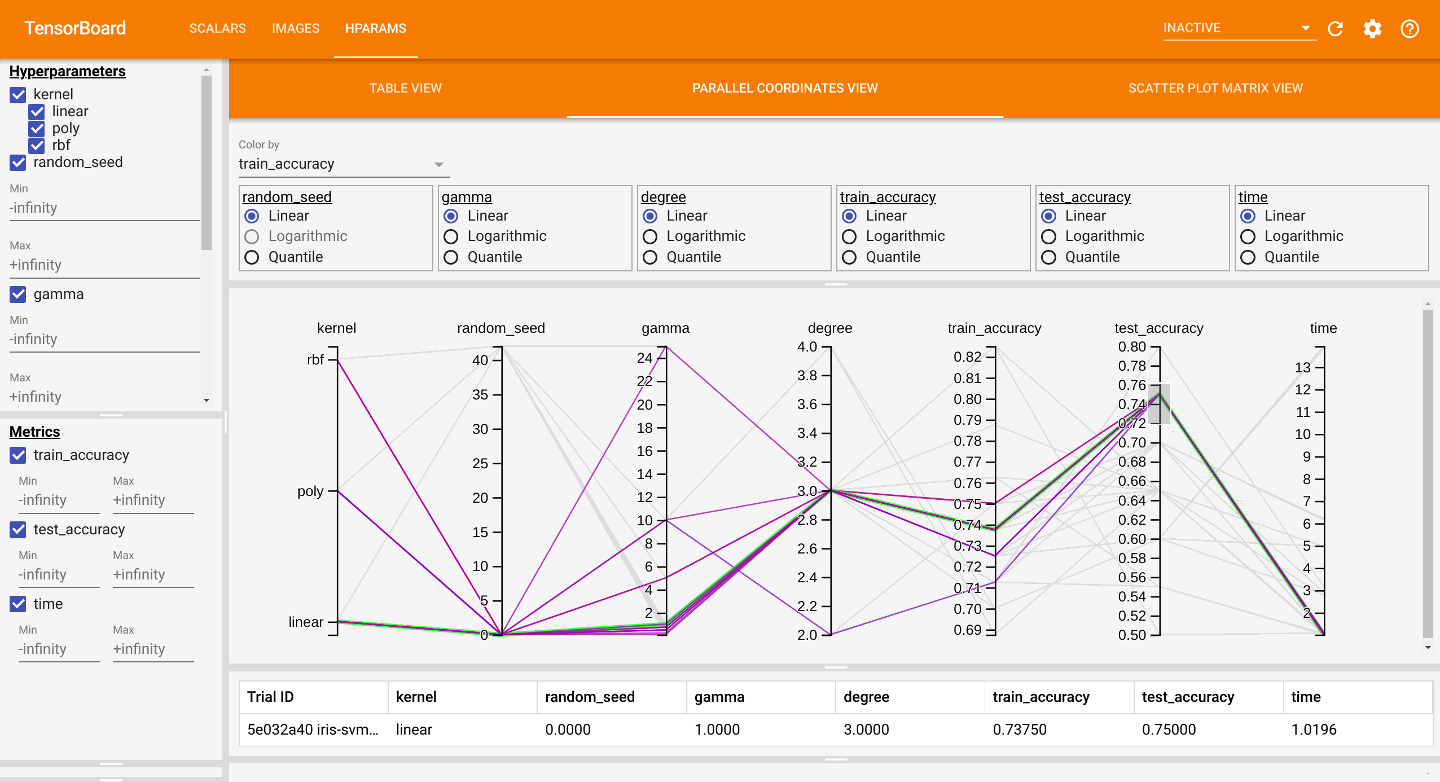 TensorBoard SCALARS IMAGES HPARAMS INACTIVE
Hyperparameters
kernel
linear
poly
rbf
random_seed
Min
-infinity
Max
+infinity
gamma
Min
-infinity
Max
+infinity
Metrics
train_accuracy
Min Max
-infinity +infinity
test_accuracy
Min Max
-infinity +infinity
time
Min Max
-infinity +infinity
TABLE VIEW PARALLEL COORDINATES VIEW SCATTER PLOT MATRIX VIEW
Color by
train_accuracy
random_seed
Linear
Logarithmic
Quantile
gamma
Linear
Logarithmic
Quantile
degree
Linear
Logarithmic
Quantile
train_accuracy
Linear
Logarithmic
Quantile
test_accuracy
Linear
Logarithmic
Quantile
time
Linear
Logarithmic
Quantile
kernel
rbf
poly
linear
random_seed
40
35
30
25
20
15
10
5
0
gamma
24
22
20
18
16
14
12
10
8
6
4
2
degree
4.0
3.8
3.6
3.4
3.2
3.0
2.8
2.6
2.4
2.2
2.0
train_accuracy
0.82
0.81
0.80
0.79
0.78
0.77
0.76
0.75
0.74
0.73
0.72
0.71
0.70
0.69
test_accuracy
0.80
0.78
0.76
0.74
0.72
0.70
0.68
0.66
0.64
0.62
0.60
0.58
0.56
0.54
0.52
0.50
time
13
12
11
10
9
8
7
6
5
4
3
2
Trial ID kernel random_seed gamma degree train_accuracy test_accuracy time
5e032a40 iris-svm... linear 0.0000 1.0000 3.0000 0.73750 0.75000 1.0196